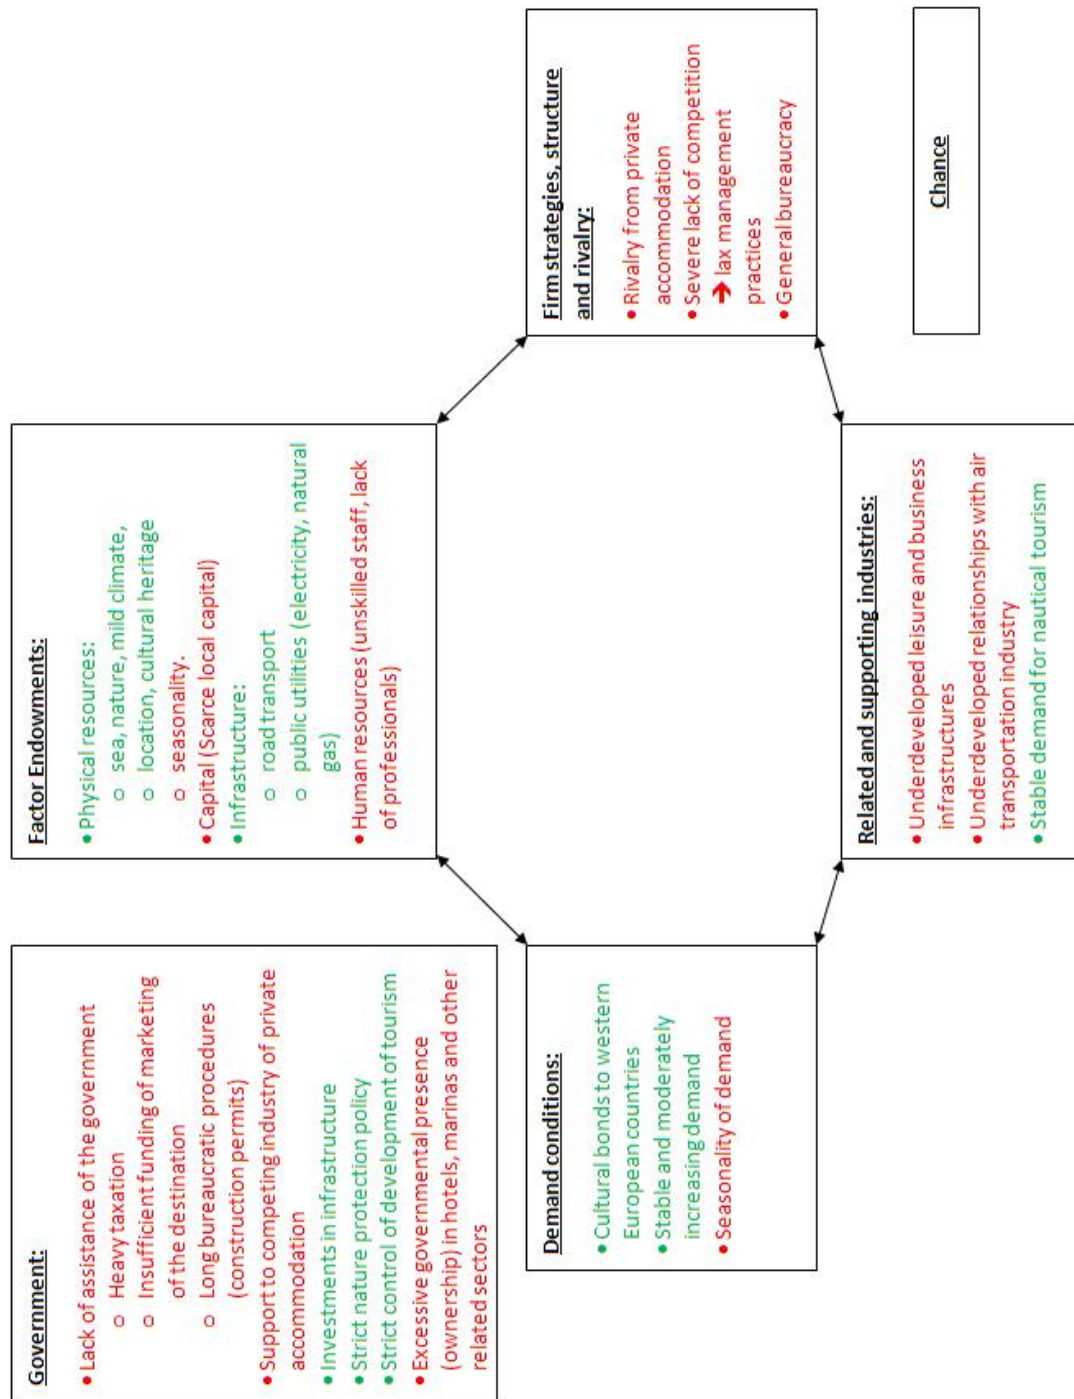 Government:
• Lack of assistance of the government
o Heavy taxation
o Insufficient funding of marketing
of the destination
o Long bureaucratic procedures
(construction permits)
• Support to competing industry of private
accommodation
• Investments in infrastructure
• Strict nature protection policy
• Strict control of development of tourism
• Excessive governmental presence
(ownership) in hotels, marinas and other
related sectors
Factor Endowments:
• Physical resources:
o sea, nature, mild climate,
o location, cultural heritage
o seasonality.
• Capital (Scarce local capital)
• Infrastructure:
o road transport
o public utilities (electricity, natural
gas)
• Human resources (unskilled staff, lack
of professionals)
Firm strategies, structure
and rivalry:
• Rivalry from private
accommodation
• Severe lack of competition
➔ lax management
practices
• General bureaucracy
Demand conditions:
• Cultural bonds to western
European countries
• Stable and moderately
increasing demand
• Seasonality of demand
Related and supporting industries:
• Underdeveloped leisure and business
infrastructures
• Underdeveloped relationships with air
transportation industry
• Stable demand for nautical tourism
Chance